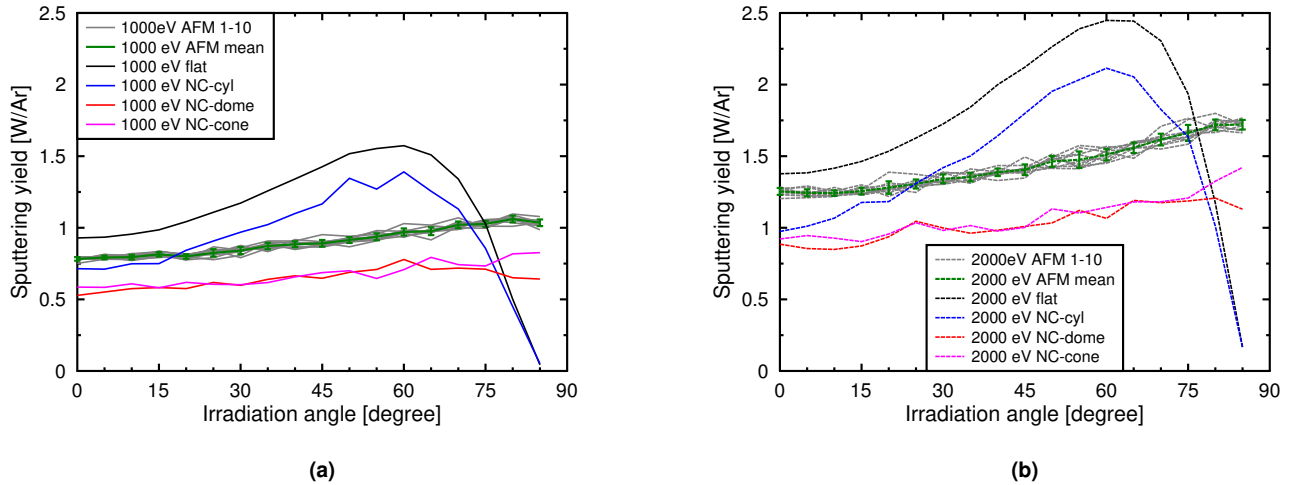 Sputtering yield [W/Ar]
2.5
2
1.5
1
0.5
0
0 15 30 45 60 75 90
Irradiation angle [degree]
1000eV AFM 1-10
1000 eV AFM mean
1000 eV flat
1000 eV NC-cyl
1000 eV NC-dome
1000 eV NC-cone
(a)
Sputtering yield [W/Ar]
2.5
2
1.5
1
0.5
0
0 15 30 45 60 75 90
Irradiation angle [degree]
2000eV AFM 1-10
2000 eV AFM mean
2000 eV flat
2000 eV NC-cyl
2000 eV NC-dome
2000 eV NC-cone
(b)